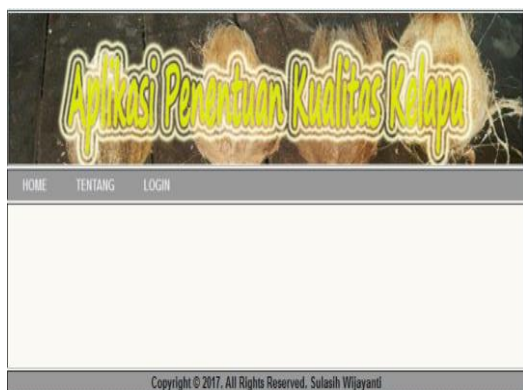 Aplikasi Penentuan Kualitas Kelapa
HOME TENTANG LOGIN
Copyright © 2017. All Rights Reserved. Sulasih Wijayanti